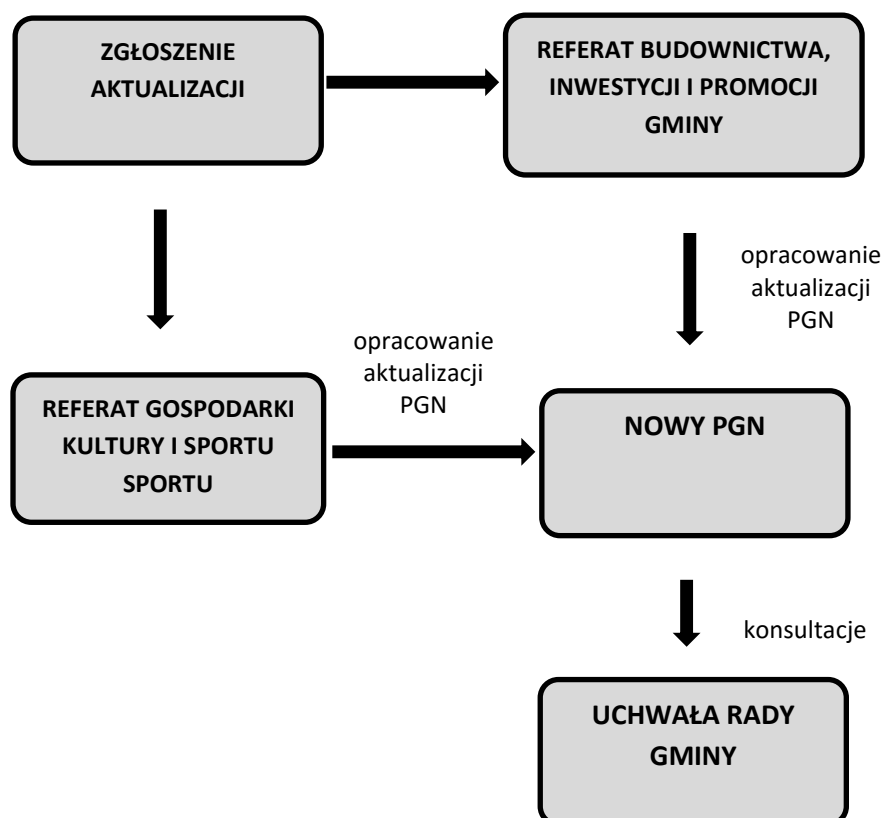 ZGŁOSZENIE
AKTUALIZACJI
REFERAT BUDOWNICTWA,
INWESTYCJI I PROMOCJI
GMINY
opracowanie
aktualizacji
PGN
opracowanie
aktualizacji
PGN
REFERAT GOSPODARKI
KULTURY I SPORTU
SPORTU
NOWY PGN
konsultacje
UCHWAŁA RADY
GMINY